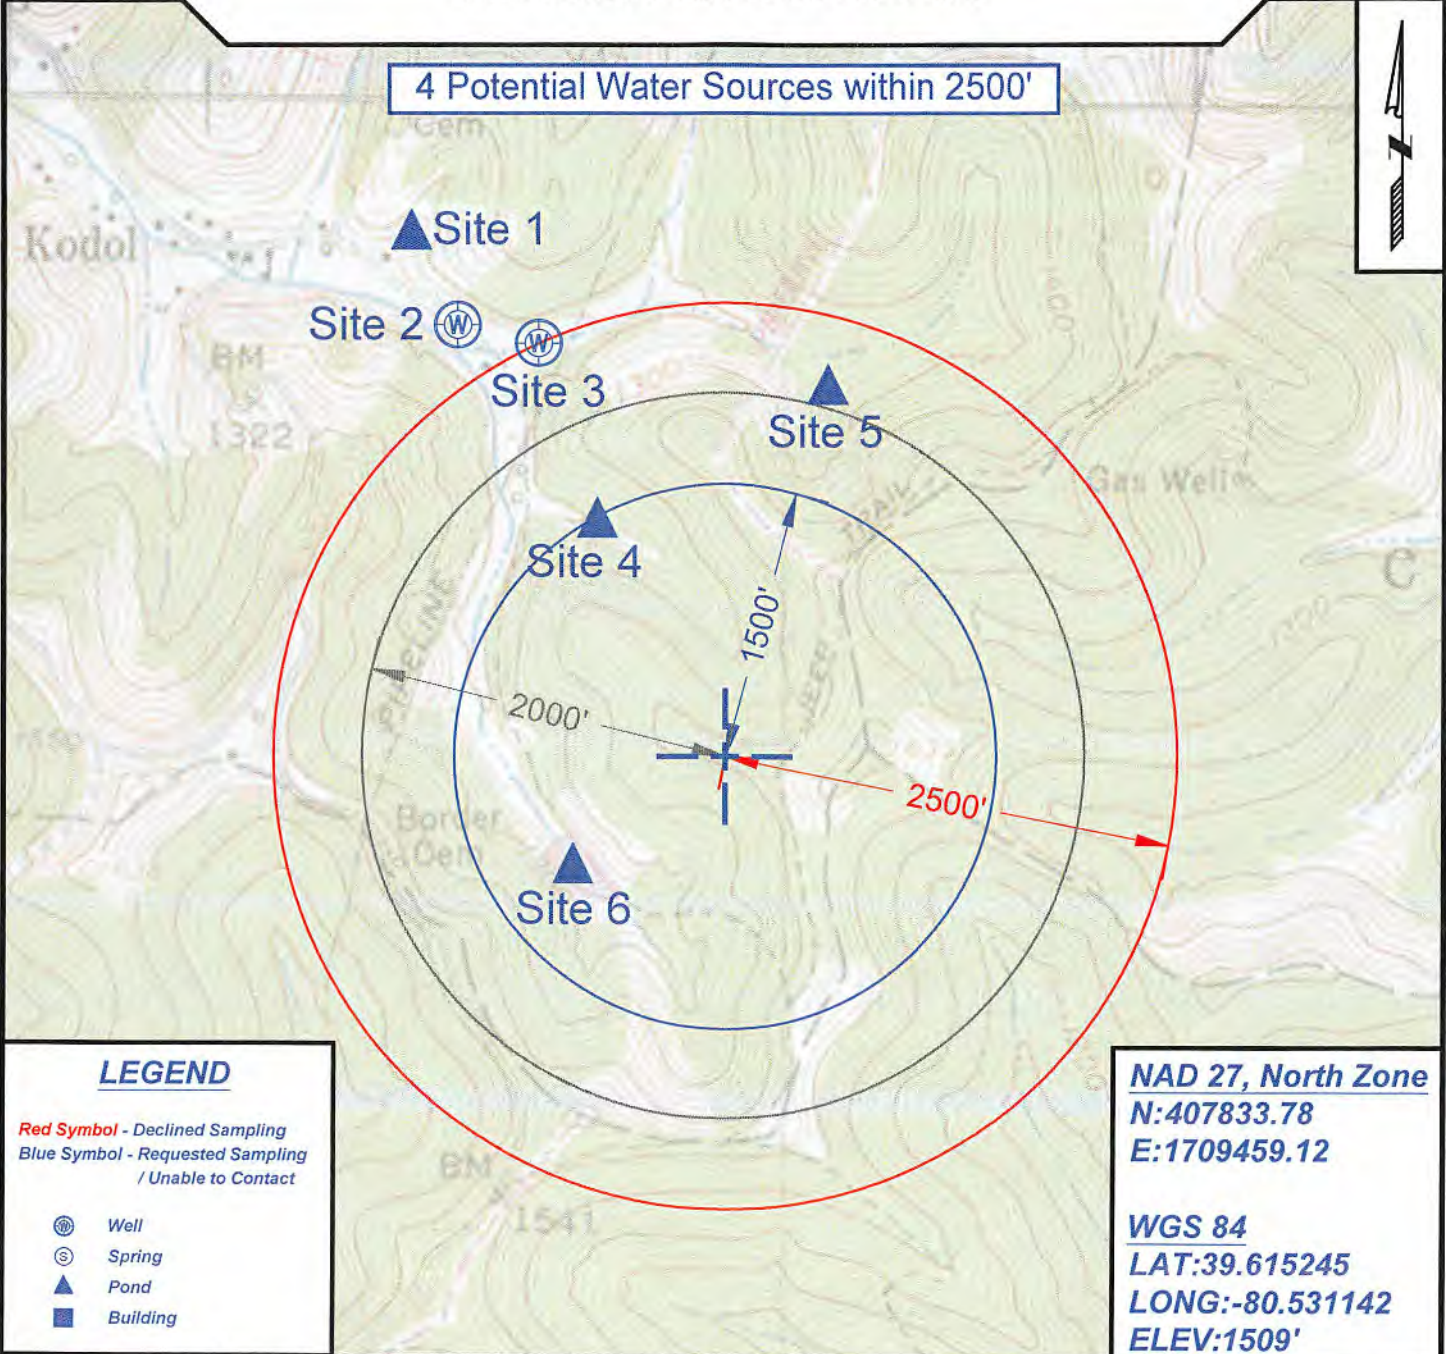 4 Potential Water Sources within 2500'
Cem
Site 1
Kodol
Site 2
W
W
BM
Site 3
1300
1322
Site 5
Gas Well
TRAIL
Site 4
C
PIPELINE
1500'
JEEP
2000'
2500'
Border
Cem
Site 6
BM
1541
LEGEND
Red Symbol - Declined Sampling
Blue Symbol - Requested Sampling
/ Unable to Contact
W Well
S Spring
Pond
Building
NAD 27, North Zone
N:407833.78
E:1709459.12
WGS 84
LAT:39.615245
LONG:-80.531142
ELEV:1509'